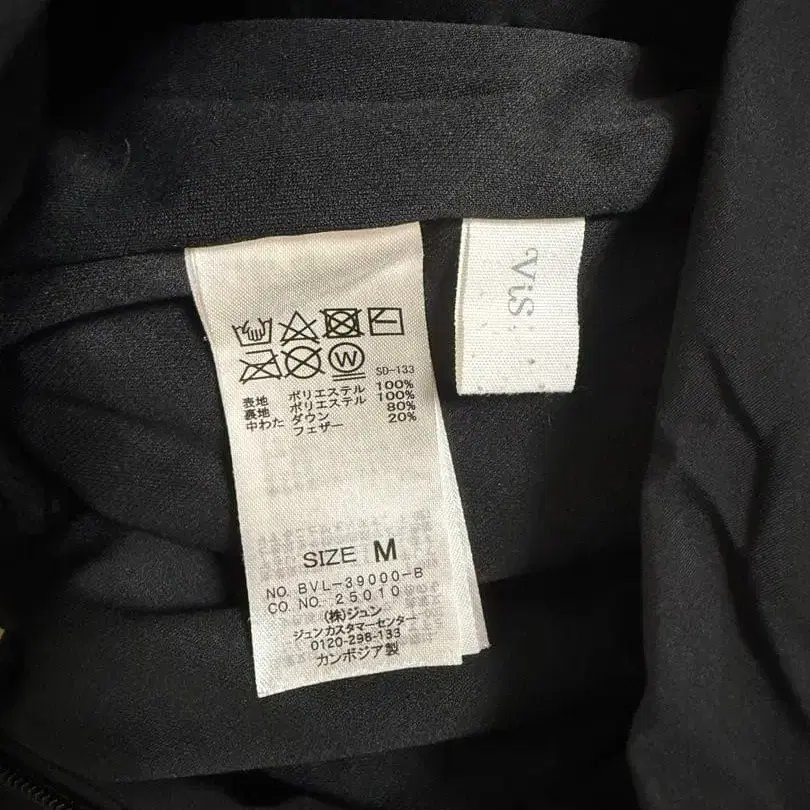 ViS
W
SD-133
表地 ポリエステル 100%
裏地 ポリエステル 100%
中わた ダウン 80%
フェザー 20%
SIZE M
NO. BVL-39000-B
CO. NO. 25010
(株)ジュン
ジュンカスタマーセンター
0120-298-133
カンボジア製